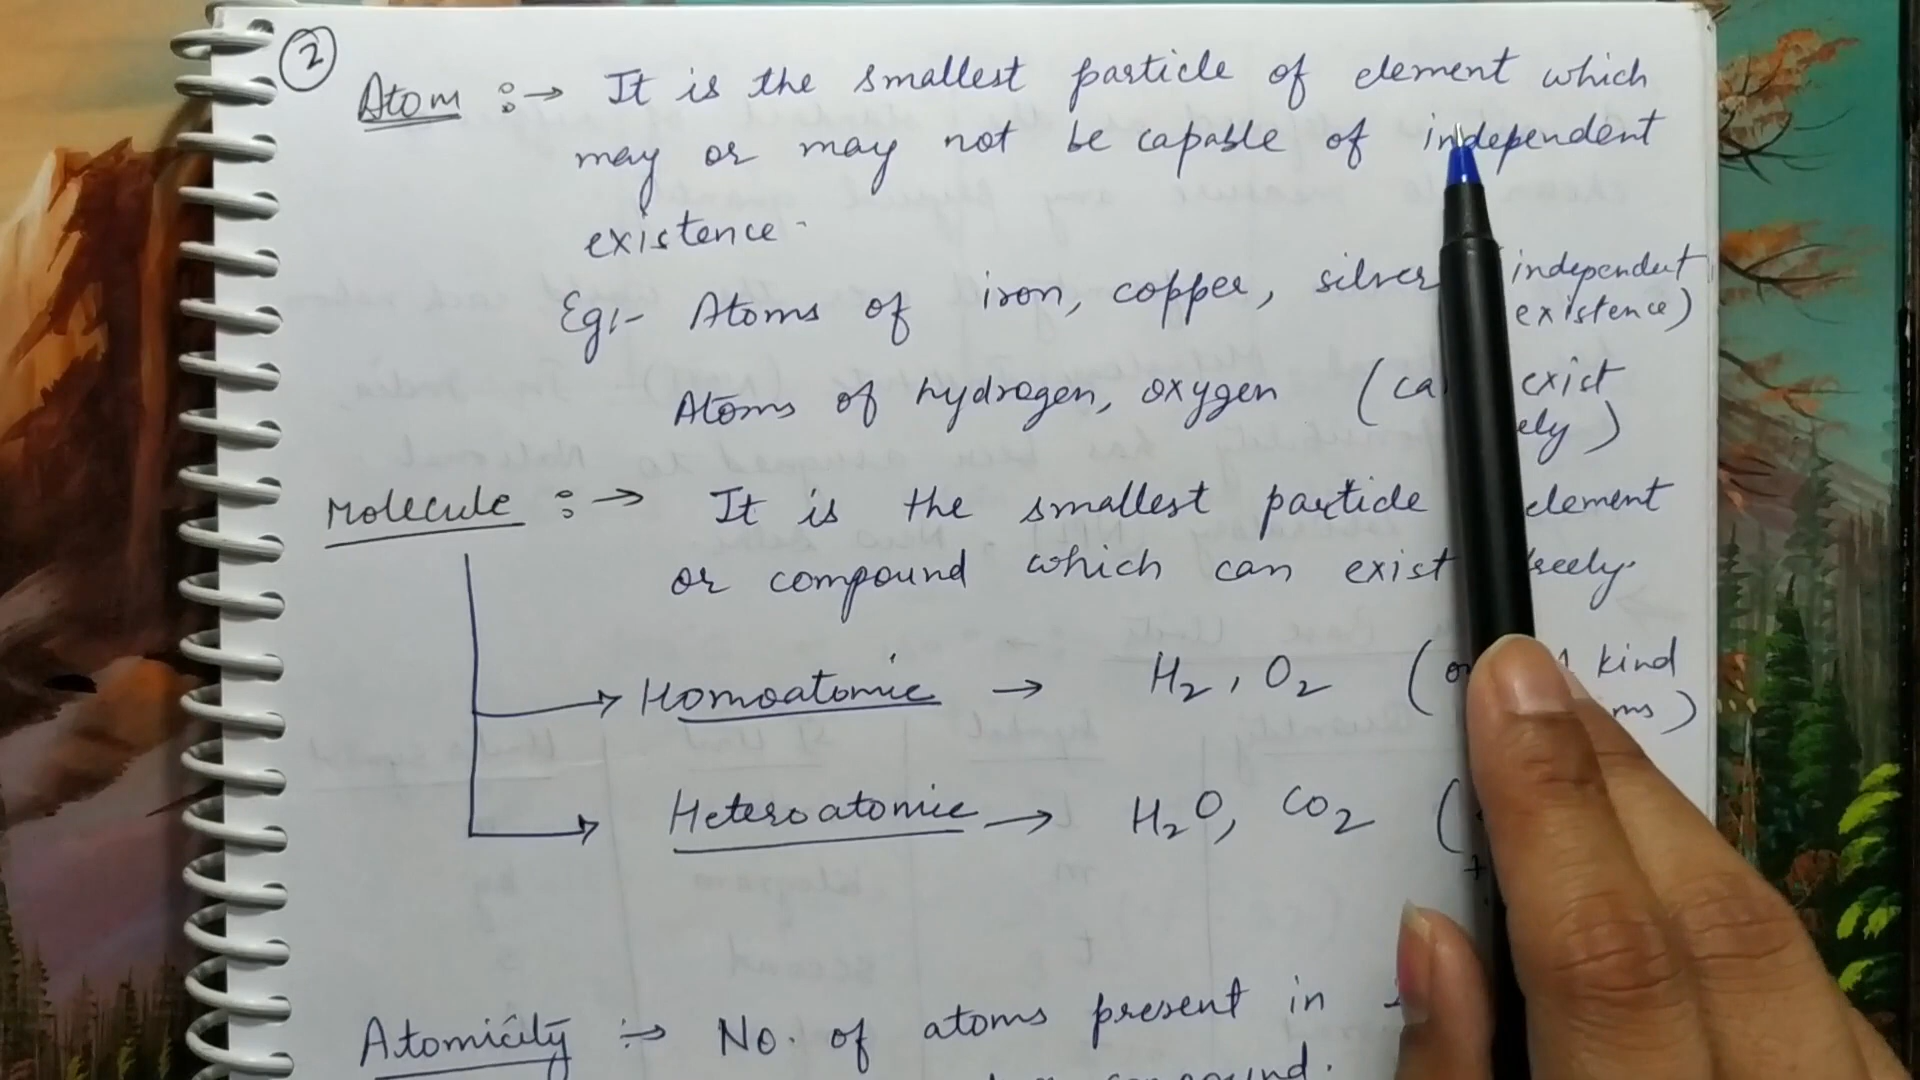 2
Atom :→ It is the smallest particle of element which
may or may not be capable of independent
existence.
Eg:- Atoms of iron, copper, silver independent
existence)
Atoms of hydrogen, oxygen ( exist
)
Molecule :→ It is the smallest particle element
or compound which can exist freely.
→ Homoatomic → H2, O2 ( kind
)
→ Heteroatomic → H2O, CO2 (
Atomicity :→ No. of atoms present in
compound.